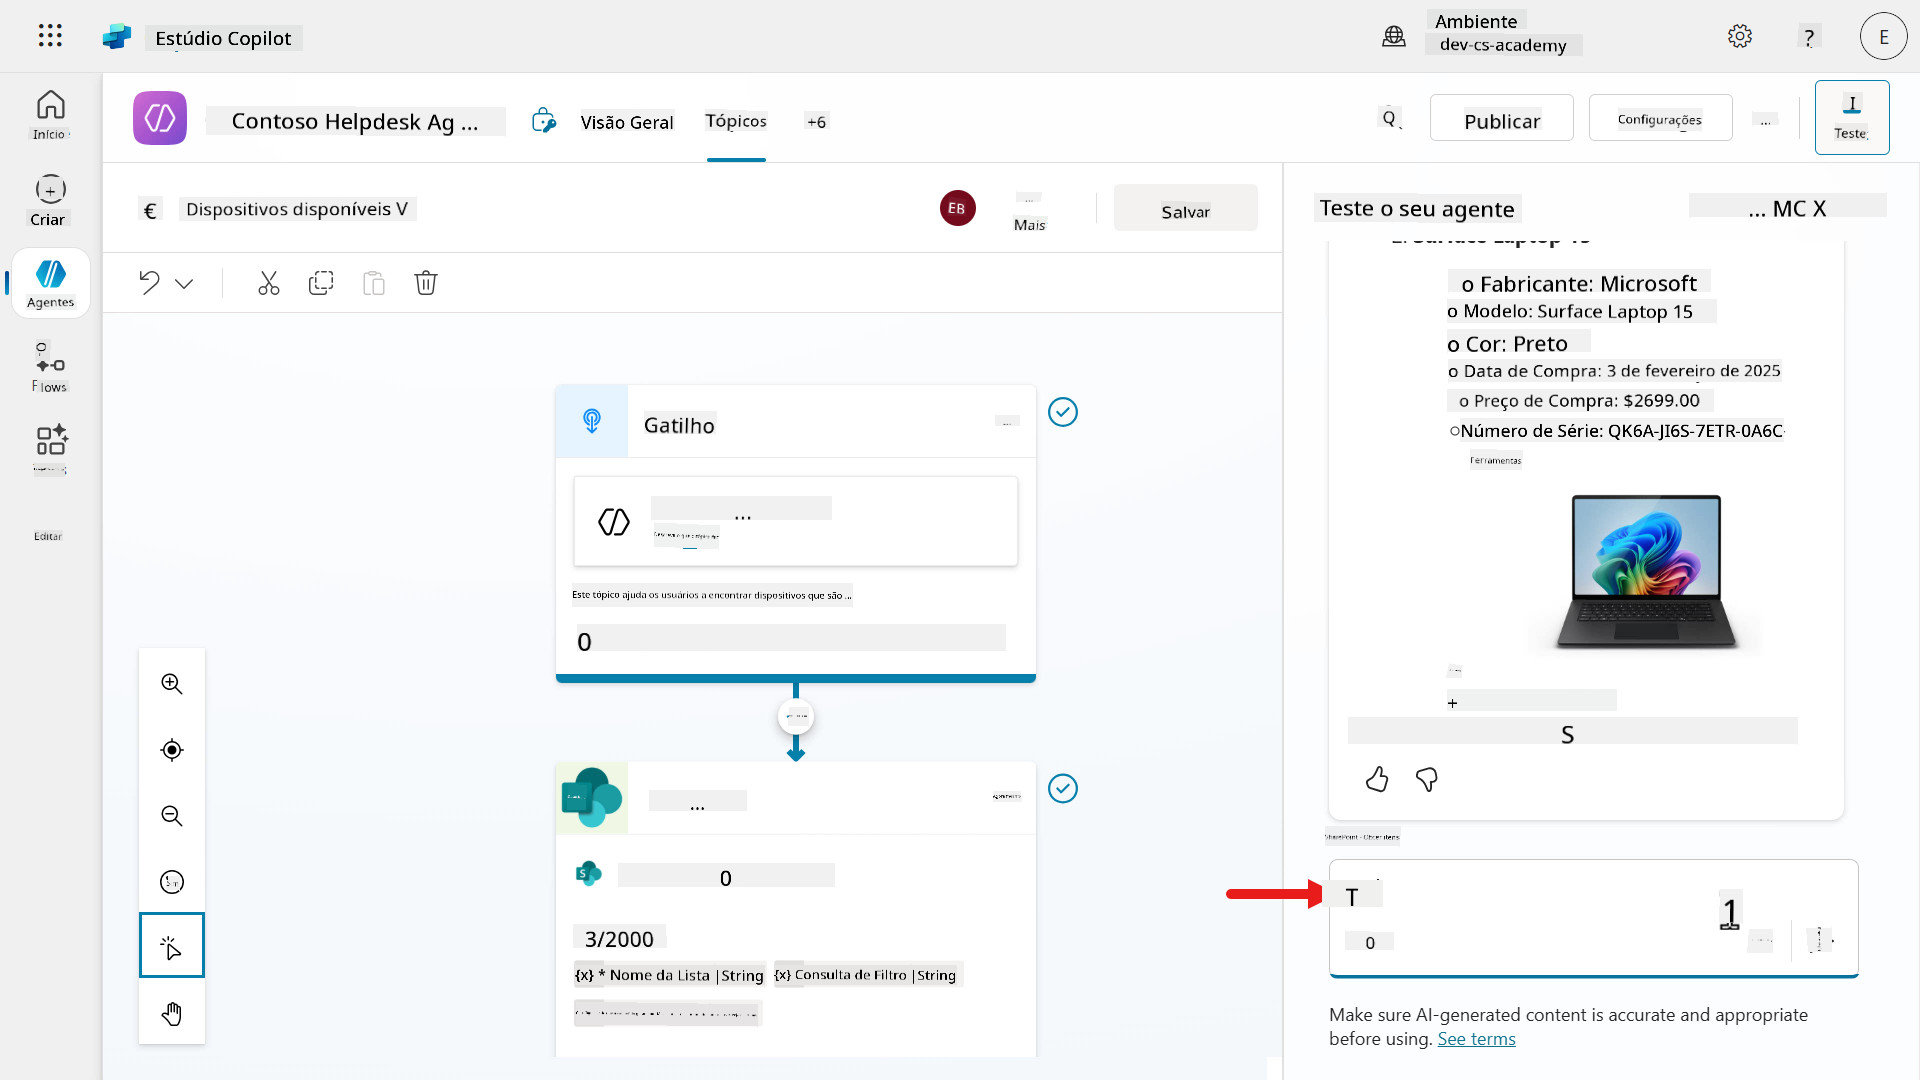 Estúdio Copilot
Ambiente
dev-cs-academy
?
E
Início
Criar
Agentes
Flows
Editar
Contoso Helpdesk Ag ...
Visão Geral
Tópicos
+6
Q
Publicar
Configurações
...
I
Teste
€ Dispositivos disponíveis V
EB
...
Mais
Salvar
Gatilho
...
...
Este tópico ajuda os usuários a encontrar dispositivos que são ...
0
...
0
3/2000
{x} * Nome da Lista |String
{x} Consulta de Filtro |String
Teste o seu agente
... MC X
o Fabricante: Microsoft
o Modelo: Surface Laptop 15
o Cor: Preto
o Data de Compra: 3 de fevereiro de 2025
o Preço de Compra: $2699.00
○Número de Série: QK6A-JI6S-7ETR-0A6C
Ferramentas
+
S
SharePoint - Obter itens
T
1
0
Make sure AI-generated content is accurate and appropriate
before using. See terms